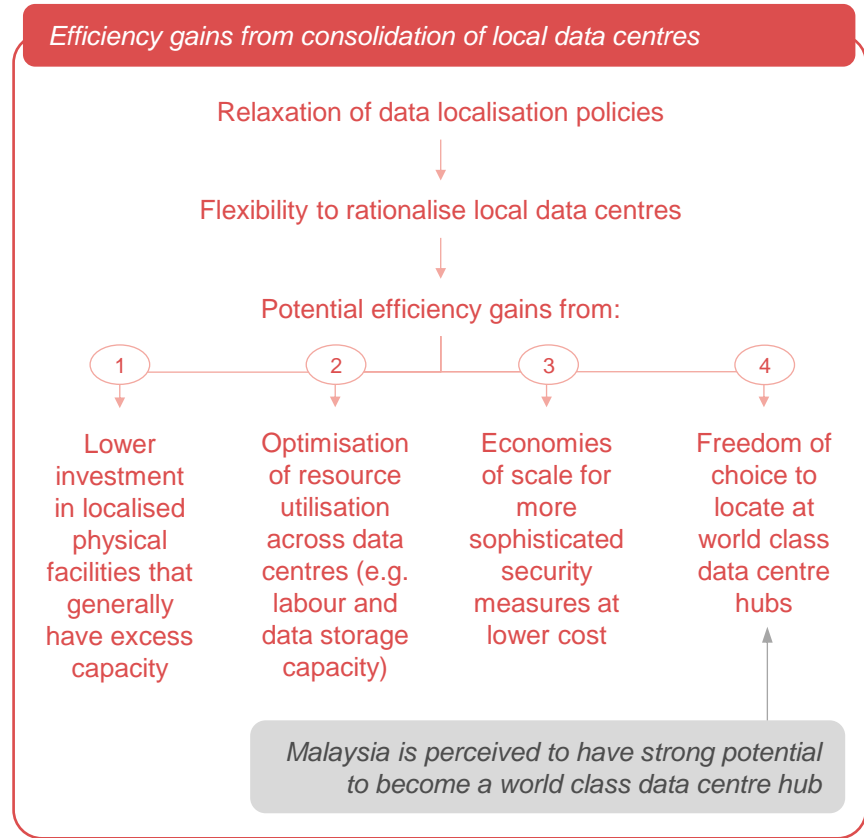 Efficiency gains from consolidation of local data centres
Relaxation of data localisation policies
Flexibility to rationalise local data centres
Potential efficiency gains from:
1
Lower
investment
in localised
physical
facilities that
generally
have excess
capacity
2
Optimisation
of resource
utilisation
across data
centres (e.g.
labour and
data storage
capacity)
3
Economies
of scale for
more
sophisticated
security
measures at
lower cost
4
Freedom of
choice to
locate at
world class
data centre
hubs
Malaysia is perceived to have strong potential
to become a world class data centre hub